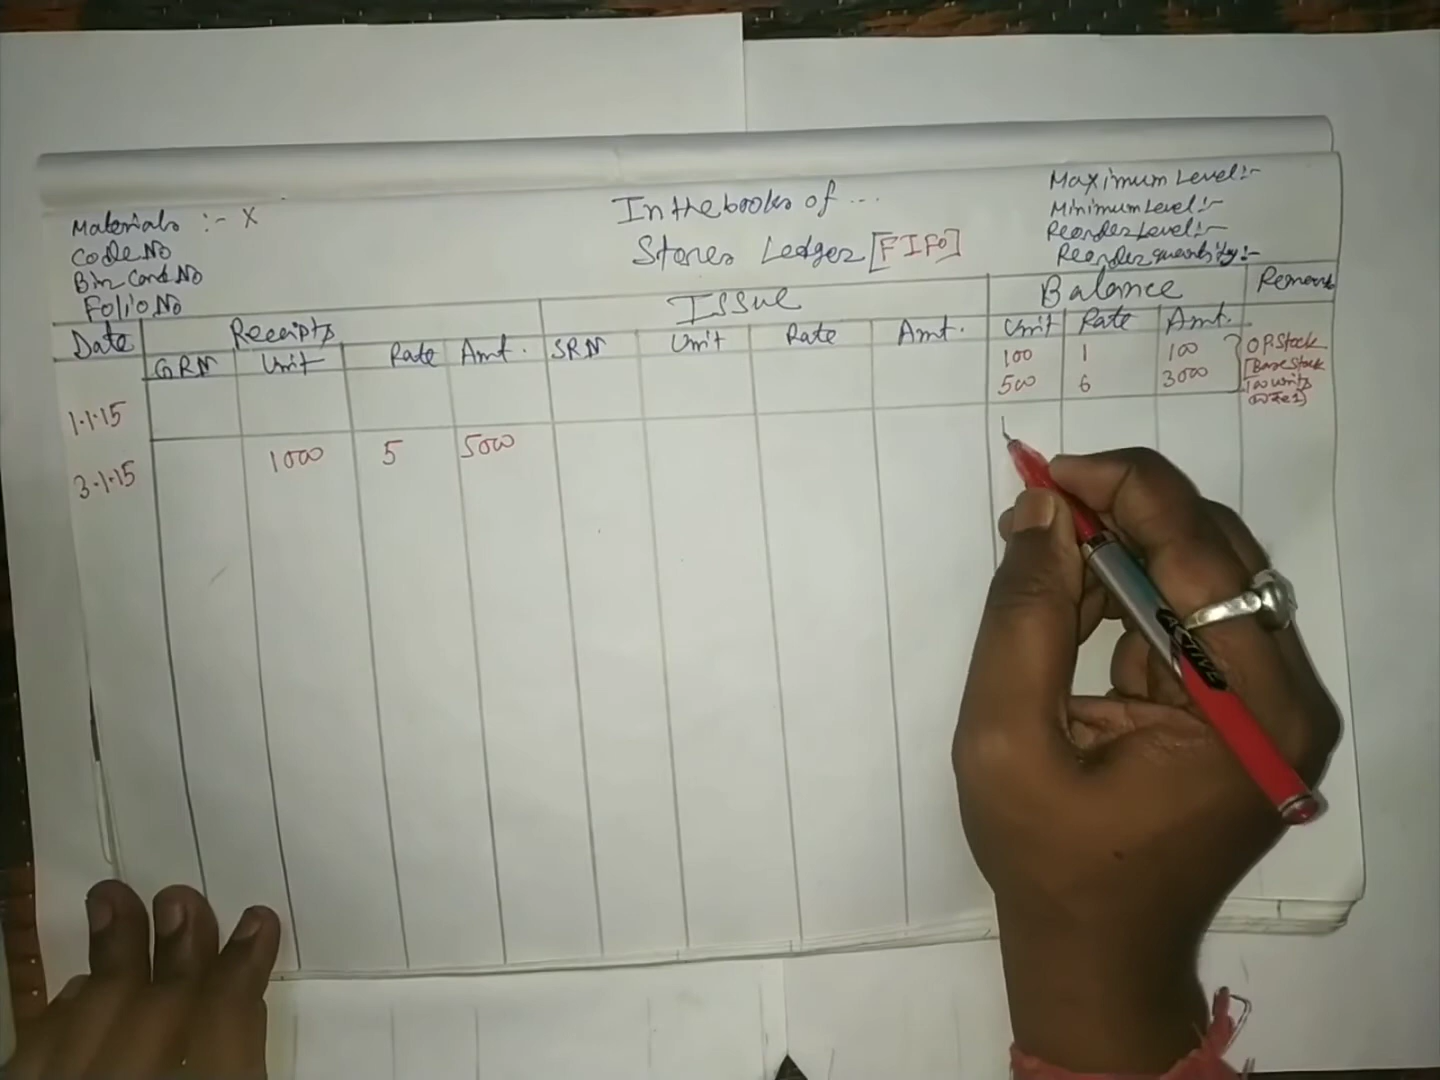 Materials :- X
Code No
Bin Card No
Folio No
In the books of ...
Stores Ledger [FIFO]
Maximum Level:-
Minimum Level:-
Reorder Level:-
Reorder quantity:-
Date
Receipts
Issue
Balance
Remark
GRN Unit Rate Amt. SRN Unit Rate Amt. Unit Rate Amt.
1.1.15
100 1 100
500 6 3000
OP. Stock
[Base Stock
100 units
3.1.15 1000 5 5000
ACTIVE